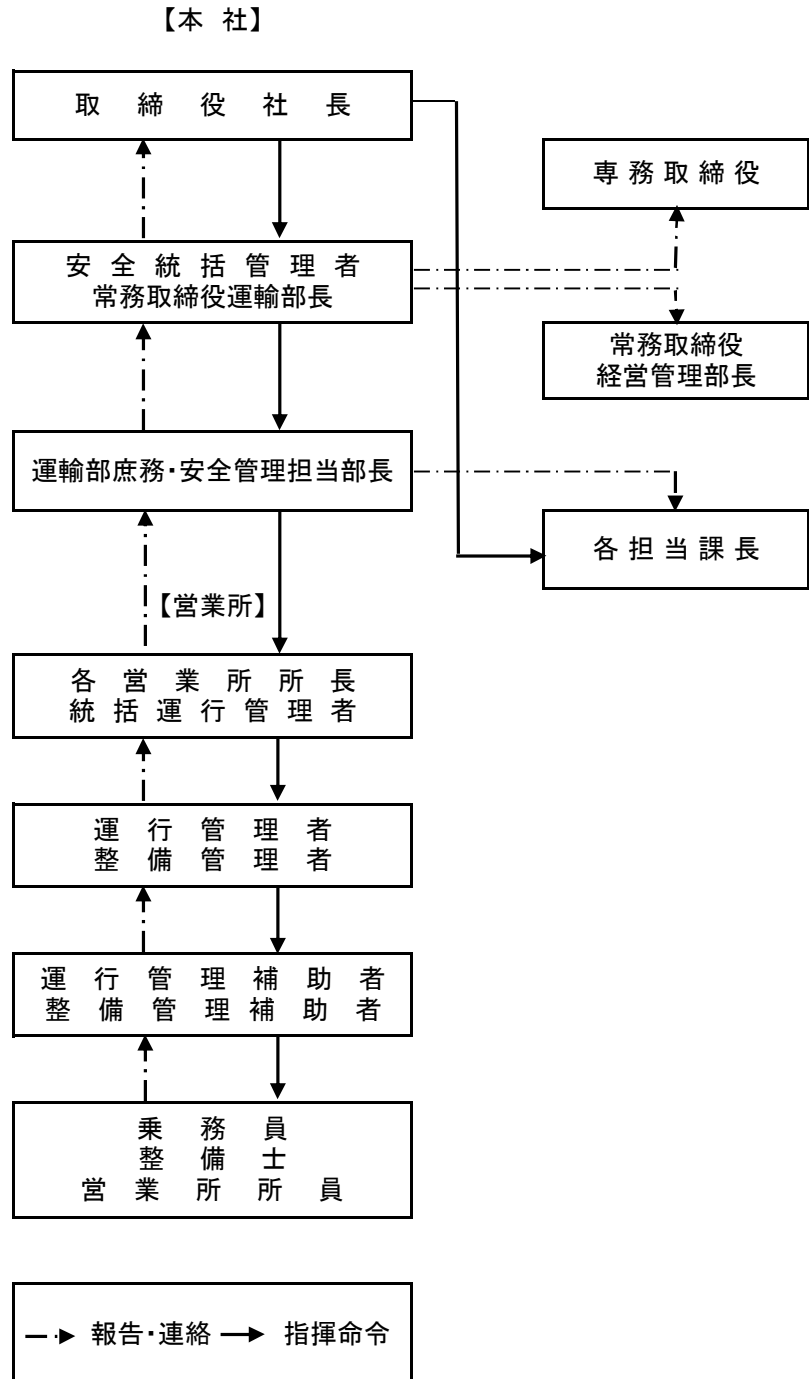 【本 社】
取締役社長
専務取締役
安全統括管理者
常務取締役運輸部長
常務取締役
経営管理部長
運輸部庶務・安全管理担当部長
各担当課長
【営業所】
各営業所所長
統括運行管理者
運行管理者
整備管理者
運行管理補助者
整備管理補助者
乗務員
整備士
営業所所員
報告・連絡 指揮命令